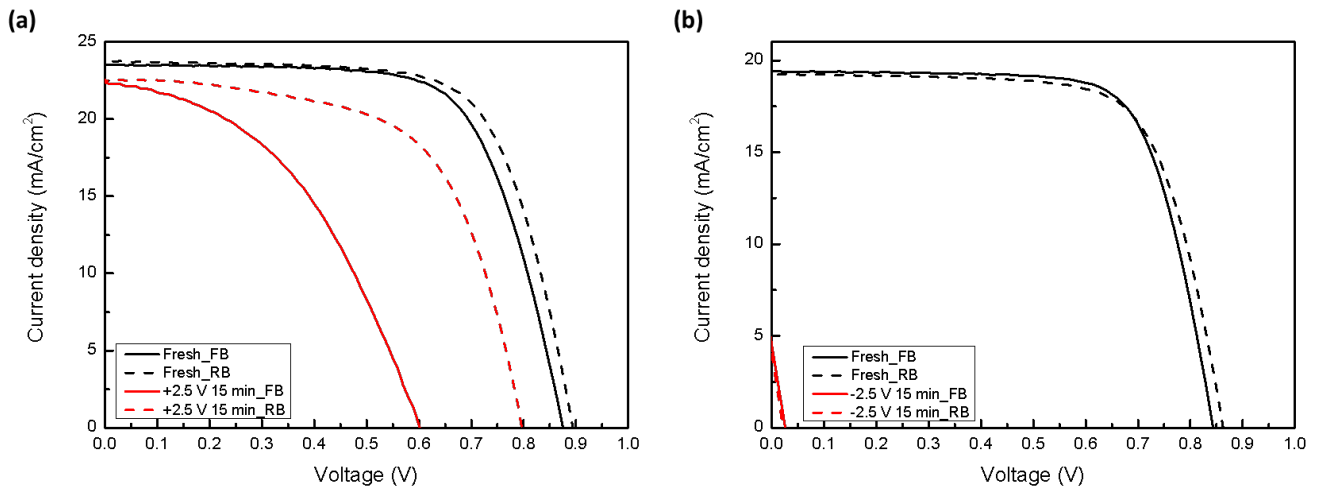 (a)
25
20
15
10
5
0
Current density (mA/cm²)
Fresh_FB
Fresh_RB
+2.5 V 15 min_FB
+2.5 V 15 min_RB
0.0 0.1 0.2 0.3 0.4 0.5 0.6 0.7 0.8 0.9 1.0
Voltage (V)
(b)
20
15
10
5
0
Current density (mA/cm²)
Fresh_FB
Fresh_RB
-2.5 V 15 min_FB
-2.5 V 15 min_RB
0.0 0.1 0.2 0.3 0.4 0.5 0.6 0.7 0.8 0.9 1.0
Voltage (V)